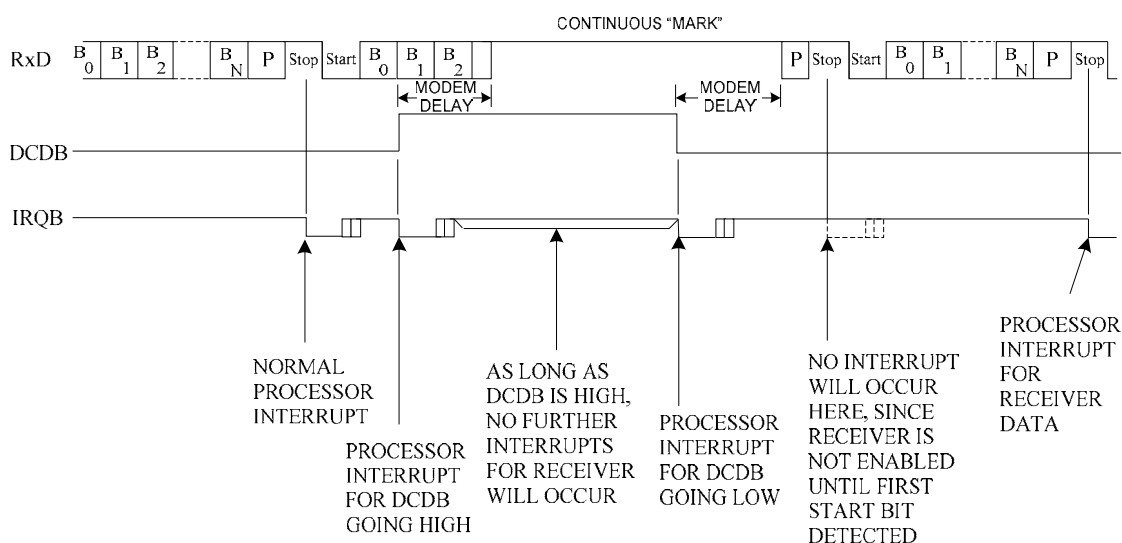 CONTINUOUS "MARK"
RxD B0 B1 B2 BN P Stop Start B0 B1 B2 P Stop Start B0 B1 BN P Stop
MODEM
DELAY
MODEM
DELAY
DCDB
IRQB
NORMAL
PROCESSOR
INTERRUPT
PROCESSOR
INTERRUPT
FOR DCDB
GOING HIGH
AS LONG AS
DCDB IS HIGH,
NO FURTHER
INTERRUPTS
FOR RECEIVER
WILL OCCUR
PROCESSOR
INTERRUPT
FOR DCDB
GOING LOW
NO INTERRUPT
WILL OCCUR
HERE, SINCE
RECEIVER IS
NOT ENABLED
UNTIL FIRST
START BIT
DETECTED
PROCESSOR
INTERRUPT
FOR
RECEIVER
DATA